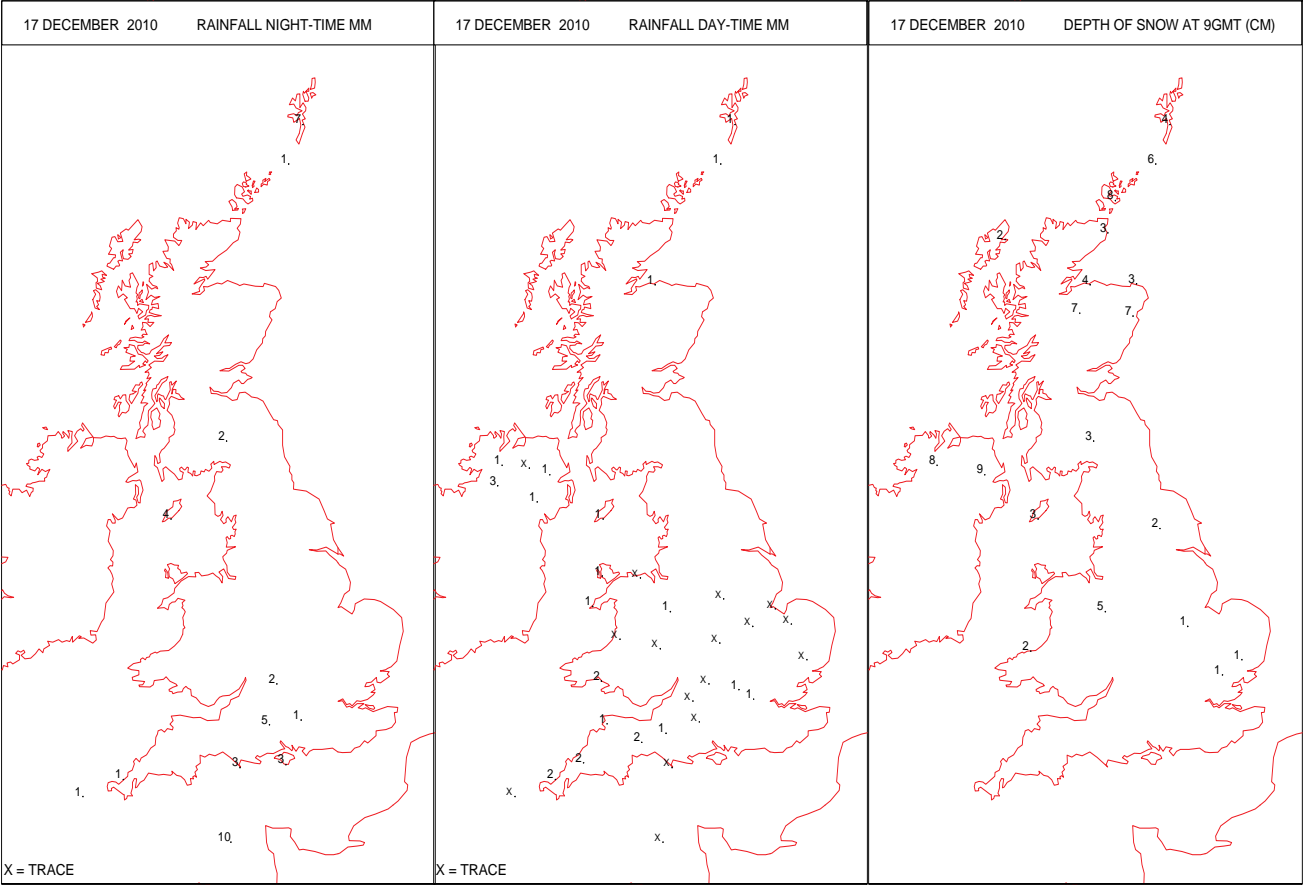 17 DECEMBER 2010 RAINFALL NIGHT-TIME MM
7.
1.
2.
4.
2.
5.
1.
3.
3.
1.
1.
10.
X = TRACE
17 DECEMBER 2010 RAINFALL DAY-TIME MM
1.
1.
1.
1.
X.
1.
3.
1.
1.
1.
X.
X.
1.
1.
X.
X.
X.
X.
X.
X.
X.
2.
X.
1.
X.
1.
1.
X.
1.
2.
2.
X.
2.
X.
X.
X = TRACE
17 DECEMBER 2010 DEPTH OF SNOW AT 9GMT (CM)
4.
6.
8.
3.
2.
4.
3.
7.
7.
3.
8.
9.
3.
2.
5.
1.
2.
1.
1.